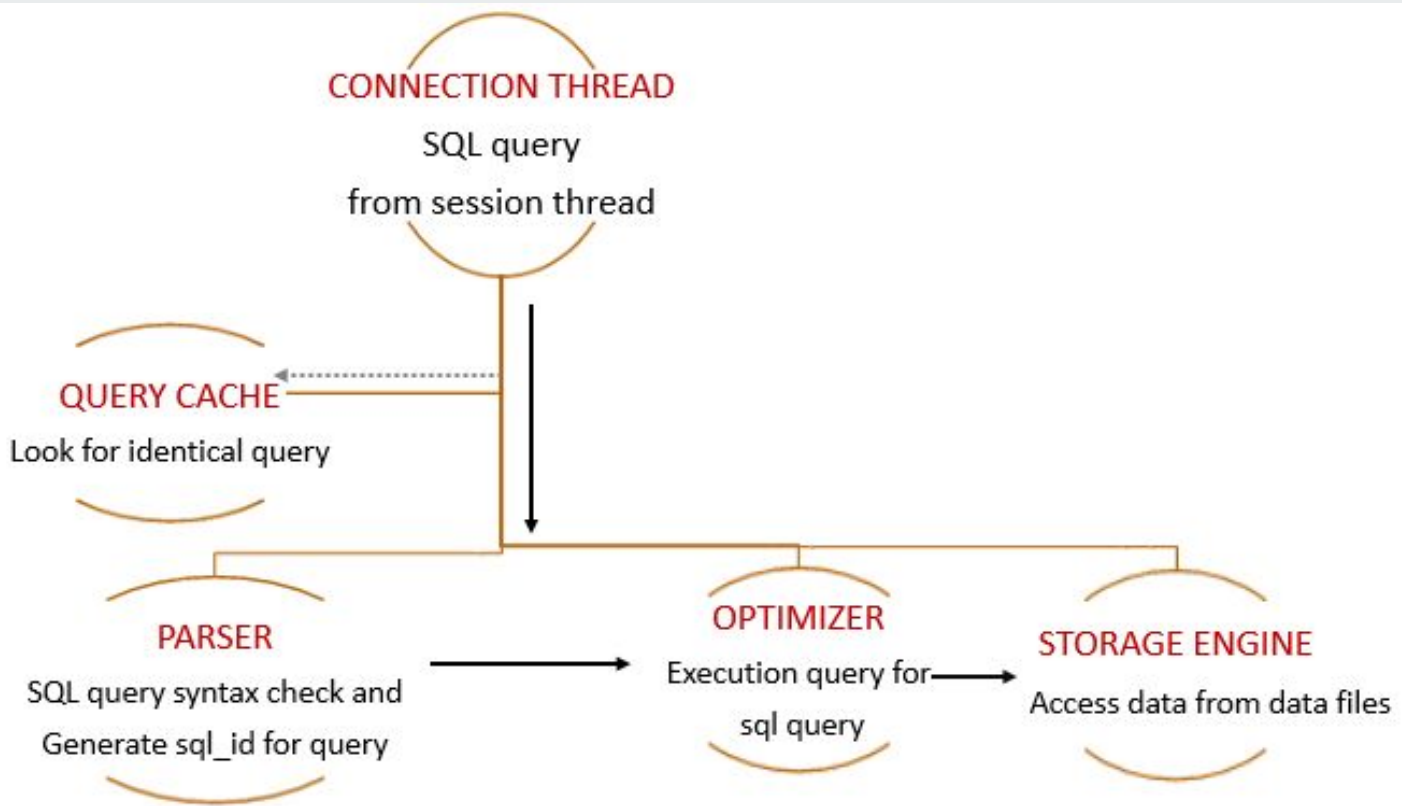 CONNECTION THREAD
SQL query
from session thread
QUERY CACHE
Look for identical query
PARSER
SQL query syntax check and
Generate sql_id for query
OPTIMIZER
Execution query for
sql query
STORAGE ENGINE
Access data from data files